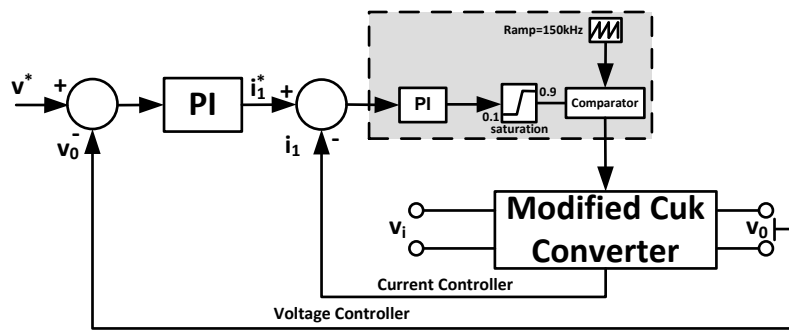 Ramp=150kHz
v* + PI i₁* + PI 0.9 Comparator
0.1
saturation
- v₀ i₁ -
vᵢ Modified Cuk v₀
Converter
Current Controller
Voltage Controller